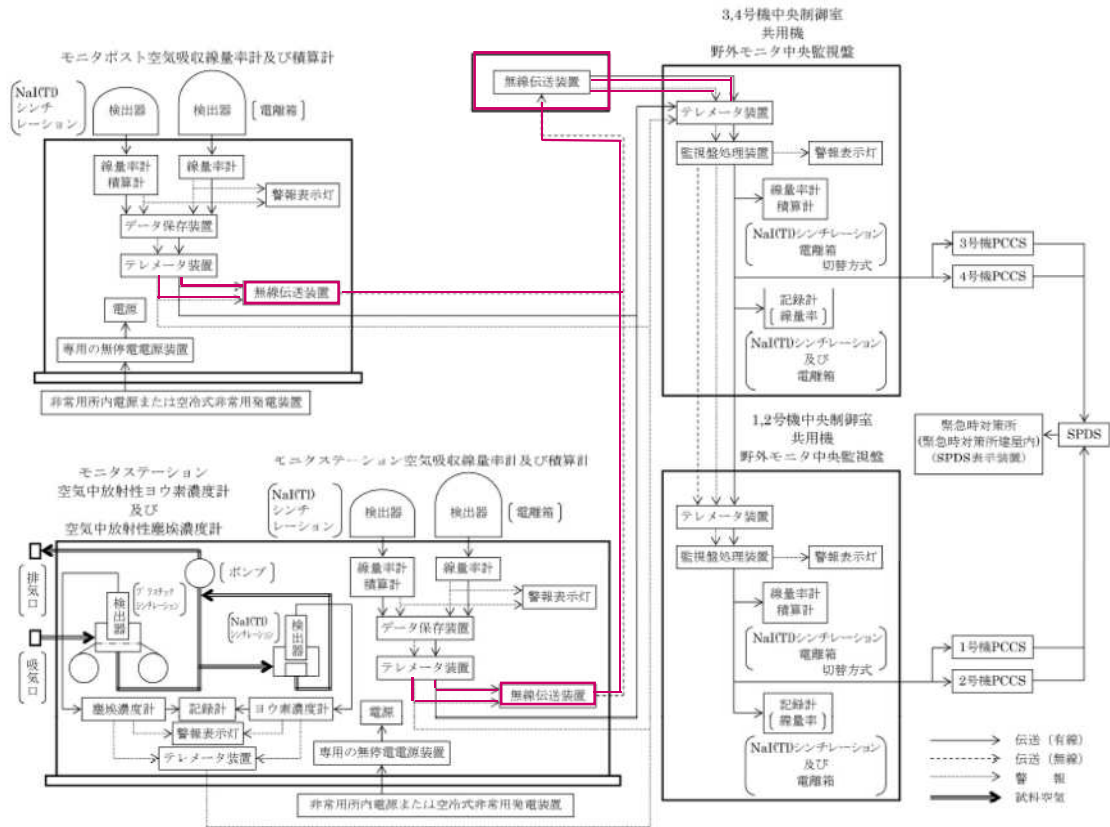 モニタポスト空気吸収線量率計及び積算計
NaI(Tl)
シンチ
レーション
検出器
検出器
電離箱
線量率計
積算計
線量率計
警報表示灯
データ保存装置
テレメータ装置
無線伝送装置
電源
専用の無停電電源装置
非常用所内電源または空冷式非常用発電装置
モニタステーション
空気中放射性ヨウ素濃度計
及び
空気中放射性塵埃濃度計
排気口
吸気口
ポンプ
検出器
プラスチック
シンチレーション
NaI(Tl)
シンチレーション
検出器
塵埃濃度計
記録計
ヨウ素濃度計
警報表示灯
テレメータ装置
モニタステーション空気吸収線量率計及び積算計
NaI(Tl)
シンチ
レーション
検出器
検出器
電離箱
線量率計
積算計
線量率計
警報表示灯
データ保存装置
テレメータ装置
無線伝送装置
電源
専用の無停電電源装置
非常用所内電源または空冷式非常用発電装置
無線伝送装置
3,4号機中央制御室
共用機
野外モニタ中央監視盤
テレメータ装置
監視盤処理装置
警報表示灯
線量率計
積算計
NaI(Tl)シンチレーション
電離箱
切替方式
記録計
線量率
NaI(Tl)シンチレーション
及び
電離箱
3号機PCCS
4号機PCCS
1,2号機中央制御室
共用機
野外モニタ中央監視盤
テレメータ装置
監視盤処理装置
警報表示灯
線量率計
積算計
NaI(Tl)シンチレーション
電離箱
切替方式
記録計
線量率
NaI(Tl)シンチレーション
及び
電離箱
1号機PCCS
2号機PCCS
緊急時対策所
(緊急時対策所建屋内)
(SPDS表示装置)
SPDS
伝送（有線）
伝送（無線）
警 報
試料空気